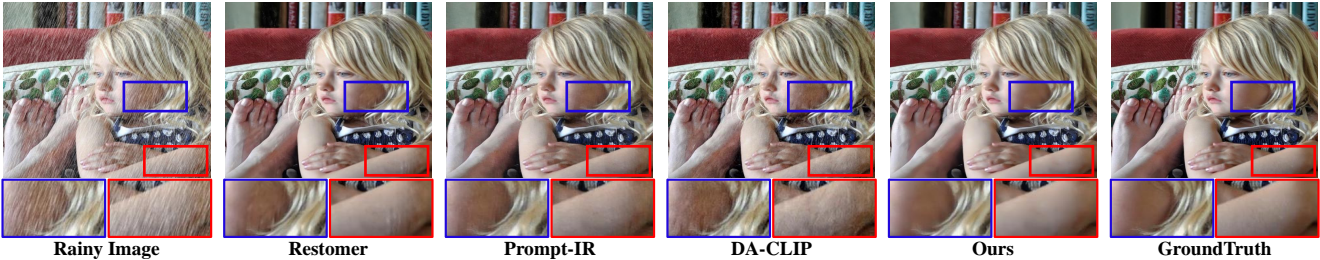 Rainy Image
Restomer
Prompt-IR
DA-CLIP
Ours
GroundTruth